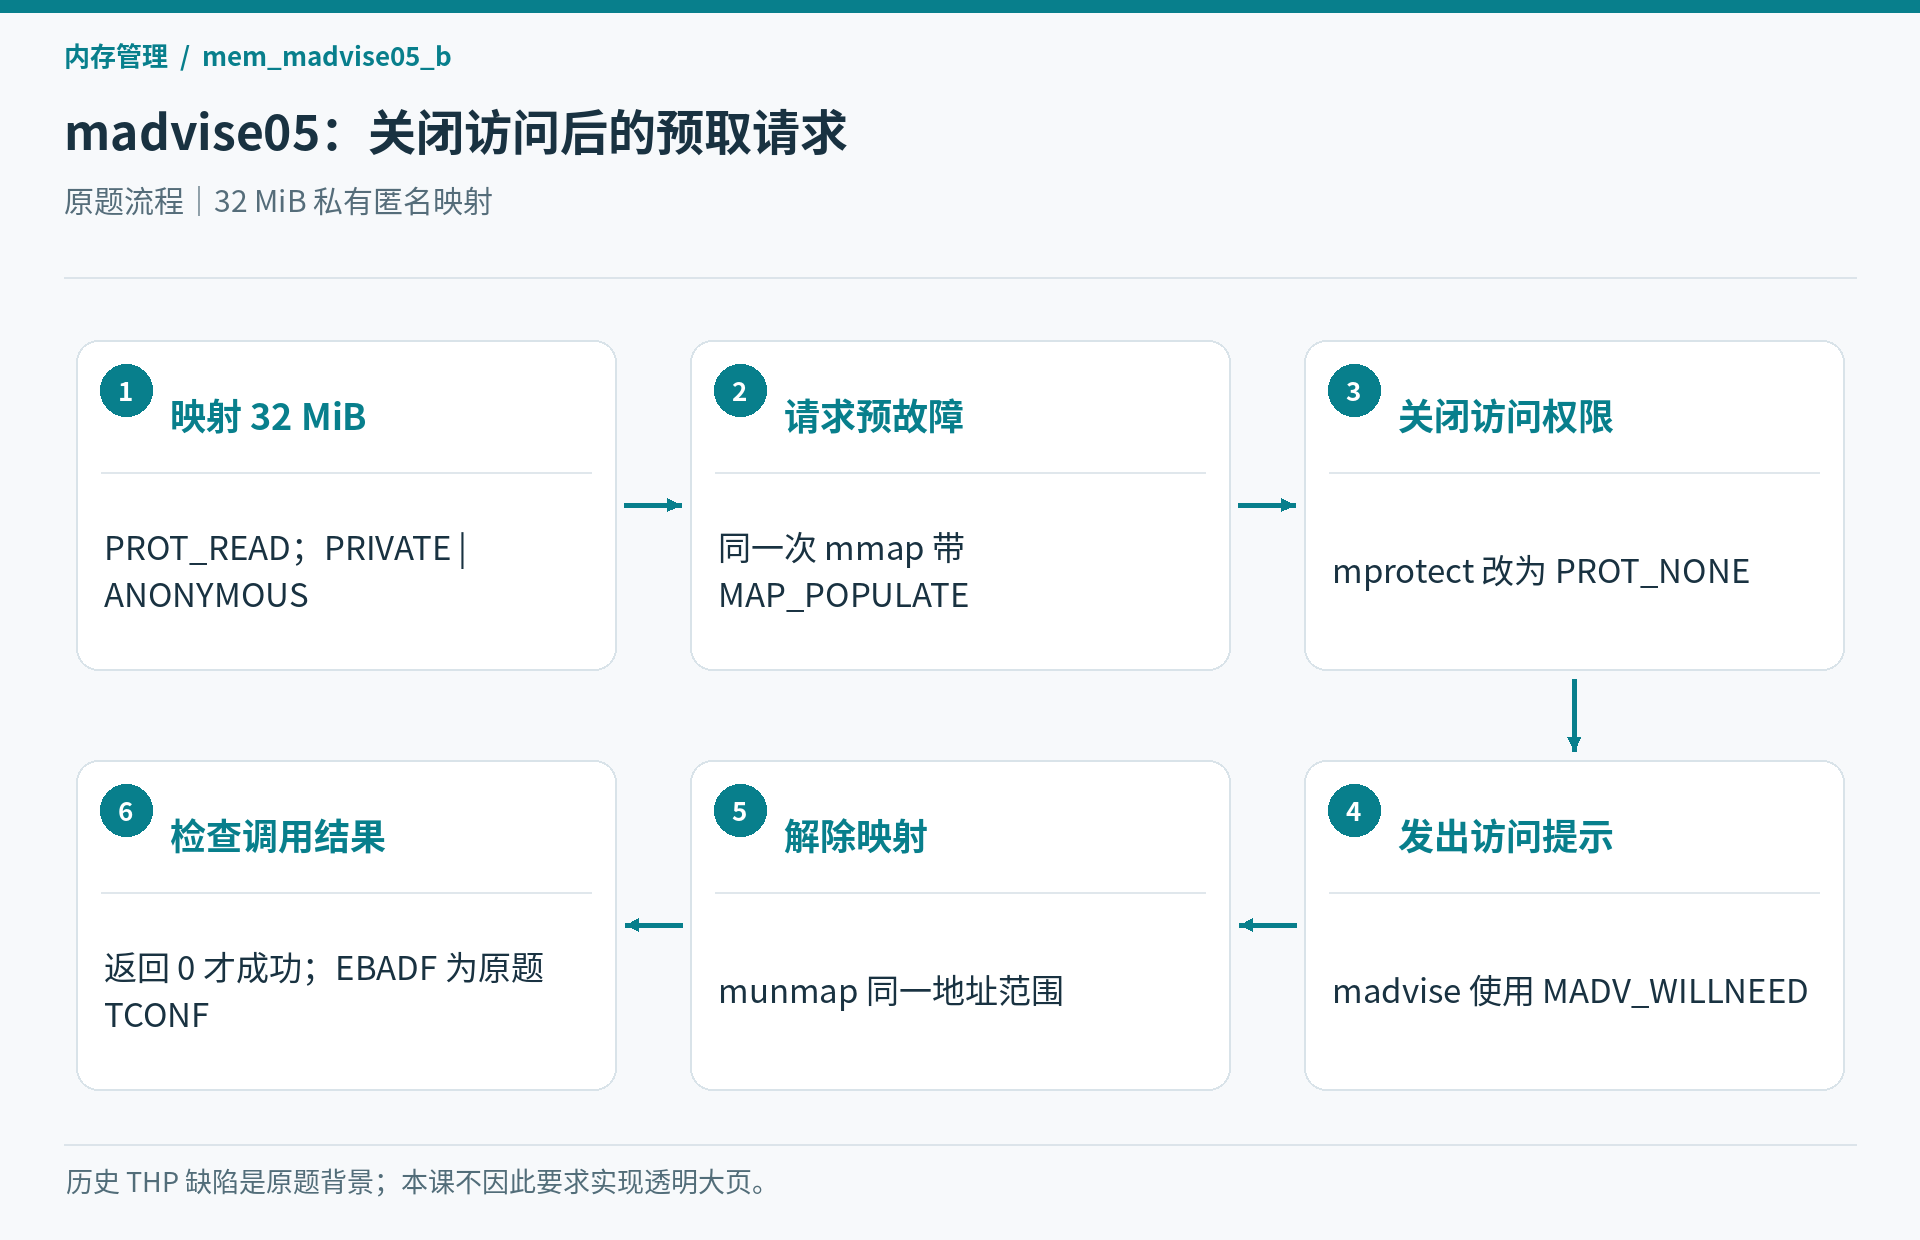 内存管理 / mem_madvise05_b
madvise05：关闭访问后的预取请求
原题流程｜32 MiB 私有匿名映射
1
映射 32 MiB
PROT_READ；PRIVATE |
ANONYMOUS
2
请求预故障
同一次 mmap 带
MAP_POPULATE
3
关闭访问权限
mprotect 改为 PROT_NONE
4
发出访问提示
madvise 使用 MADV_WILLNEED
5
解除映射
munmap 同一地址范围
6
检查调用结果
返回 0 才成功；EBADF 为原题
TCONF
历史 THP 缺陷是原题背景；本课不因此要求实现透明大页。